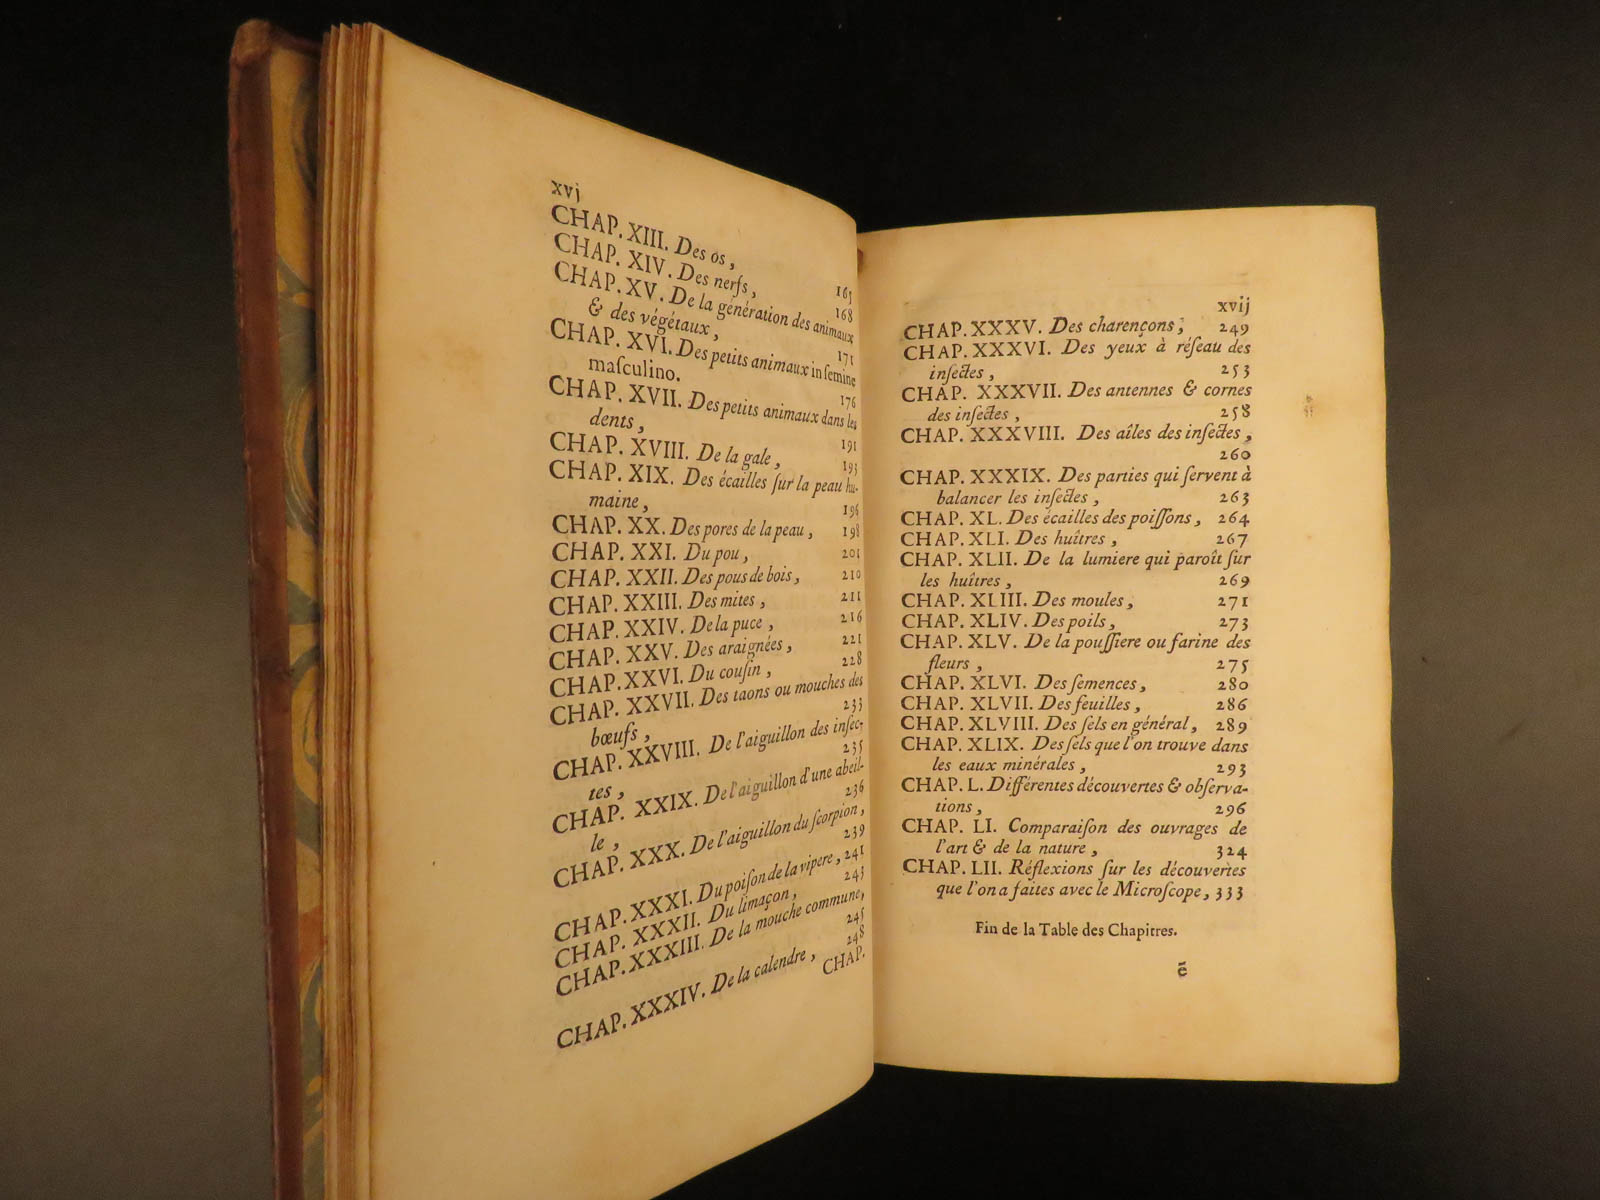 xvj
CHAP. XIII. Des os,
163
CHAP. XIV. Des nerfs,
168
CHAP. XV. De la génération des animaux
& des végétaux,
171
CHAP. XVI. Des petits animaux in ſemine
maſculino.
176
CHAP. XVII. Des petits animaux dans les
dents,
191
CHAP. XVIII. De la gale,
193
CHAP. XIX. Des écailles ſur la peau hu-
maine,
196
CHAP. XX. Des pores de la peau, 198
CHAP. XXI. Du pou, 201
CHAP. XXII. Des pous de bois, 210
CHAP. XXIII. Des mites, 211
CHAP. XXIV. De la puce, 216
CHAP. XXV. Des araignées, 221
CHAP. XXVI. Du couſin, 228
CHAP. XXVII. Des taons ou mouches des
bœufs, 233
CHAP. XXVIII. De l'aiguillon des inſec-
tes, 235
CHAP. XXIX. De l'aiguillon d'une abeil-
le, 236
CHAP. XXX. De l'aiguillon du ſcorpion,
239
CHAP. XXXI. Du poiſon de la vipere, 241
CHAP. XXXII. Du limaçon, 243
CHAP. XXXIII. De la mouche commune,
245
CHAP. XXXIV. De la calendre, 248
CHAP.
xvij
CHAP. XXXV. Des charençons, 249
CHAP. XXXVI. Des yeux à réſeau des
inſectes, 253
CHAP. XXXVII. Des antennes & cornes
des inſectes, 258
CHAP. XXXVIII. Des aîles des inſectes,
260
CHAP. XXXIX. Des parties qui ſervent à
balancer les inſectes, 263
CHAP. XL. Des écailles des poiſſons, 264
CHAP. XLI. Des huîtres, 267
CHAP. XLII. De la lumiere qui paroît ſur
les huîtres, 269
CHAP. XLIII. Des moules, 271
CHAP. XLIV. Des poils, 273
CHAP. XLV. De la pouſſiere ou farine des
fleurs, 275
CHAP. XLVI. Des ſemences, 280
CHAP. XLVII. Des feuilles, 286
CHAP. XLVIII. Des ſels en général, 289
CHAP. XLIX. Des ſels que l'on trouve dans
les eaux minérales, 293
CHAP. L. Différentes découvertes & obſerva-
tions, 296
CHAP. LI. Comparaiſon des ouvrages de
l'art & de la nature, 324
CHAP. LII. Réflexions ſur les découvertes
que l'on a faites avec le Microſcope, 333
Fin de la Table des Chapitres.
ē